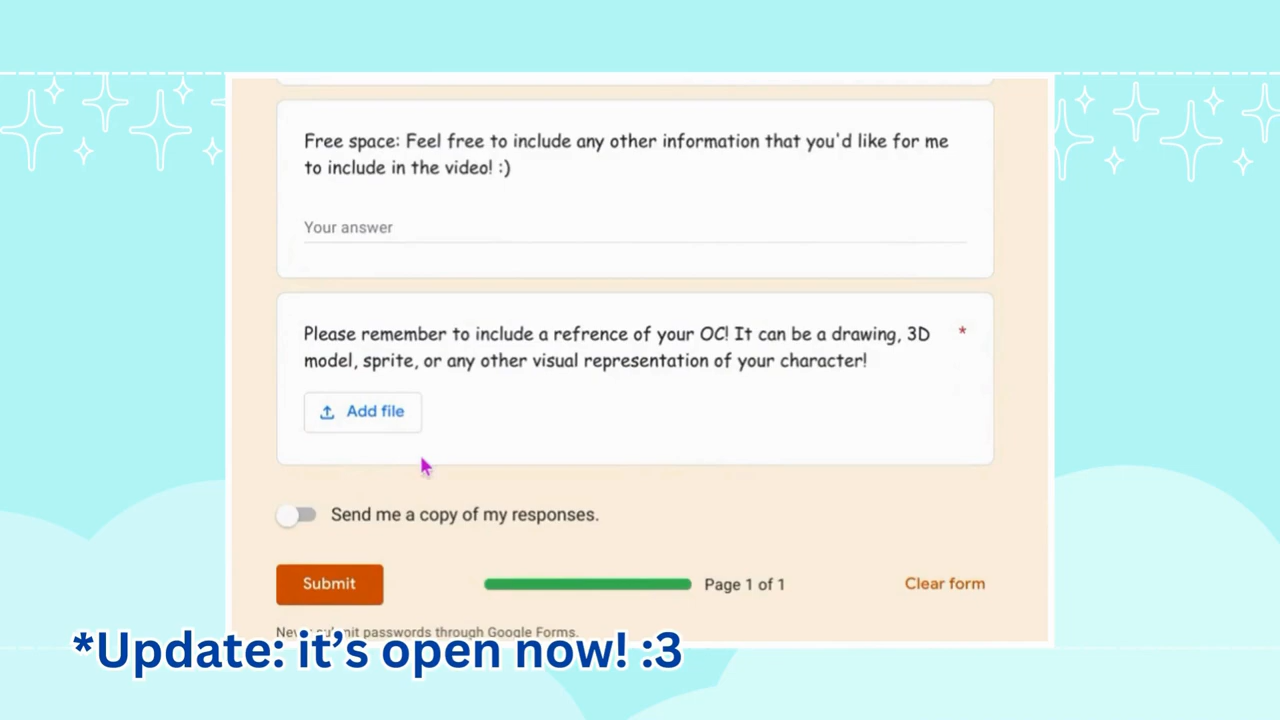 Free space: Feel free to include any other information that you'd like for me
to include in the video! :)
Your answer
Please remember to include a refrence of your OC! It can be a drawing, 3D *
model, sprite, or any other visual representation of your character!
Add file
Send me a copy of my responses.
Submit
Page 1 of 1
Clear form
Never submit passwords through Google Forms.
*Update: it’s open now! :3